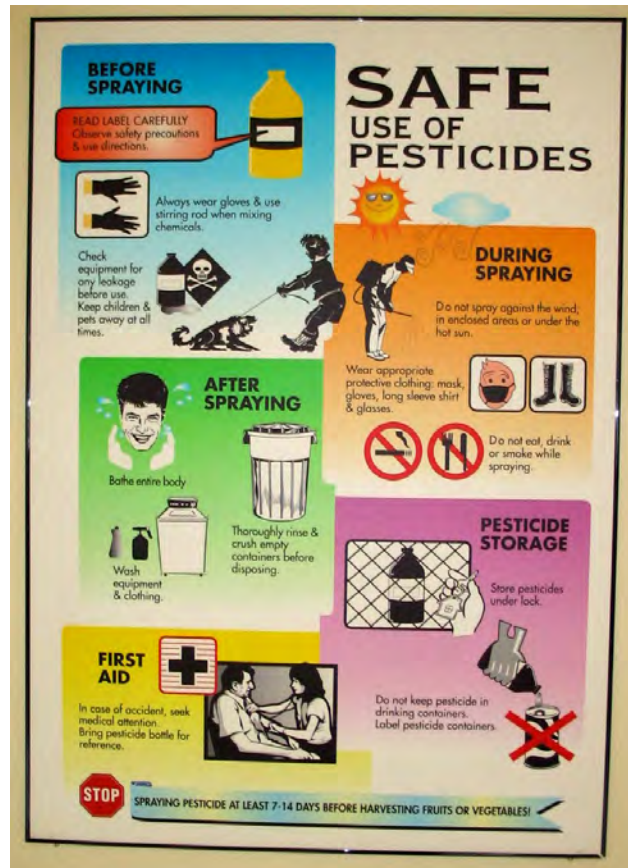 SAFE
USE OF
PESTICIDES
BEFORE
SPRAYING
READ LABEL CAREFULLY
Observe safety precautions
& use directions.
Always wear gloves & use
stirring rod when mixing
chemicals.
Check
equipment for
any leakage
before use.
Keep children &
pets away at all
times.
DURING
SPRAYING
Do not spray against the wind;
in enclosed areas or under the
hot sun.
Wear appropriate
protective clothing: mask,
gloves, long sleeve shirt
& glasses.
Do not eat, drink
or smoke while
spraying.
AFTER
SPRAYING
Bathe entire body
Thoroughly rinse &
crush empty
containers before
disposing.
Wash
equipment
& clothing.
PESTICIDE
STORAGE
Store pesticides
under lock.
Do not keep pesticide in
drinking containers.
Label pesticide containers.
FIRST
AID
In case of accident, seek
medical attention.
Bring pesticide bottle for
reference.
STOP
SPRAYING PESTICIDE AT LEAST 7-14 DAYS BEFORE HARVESTING FRUITS OR VEGETABLES!